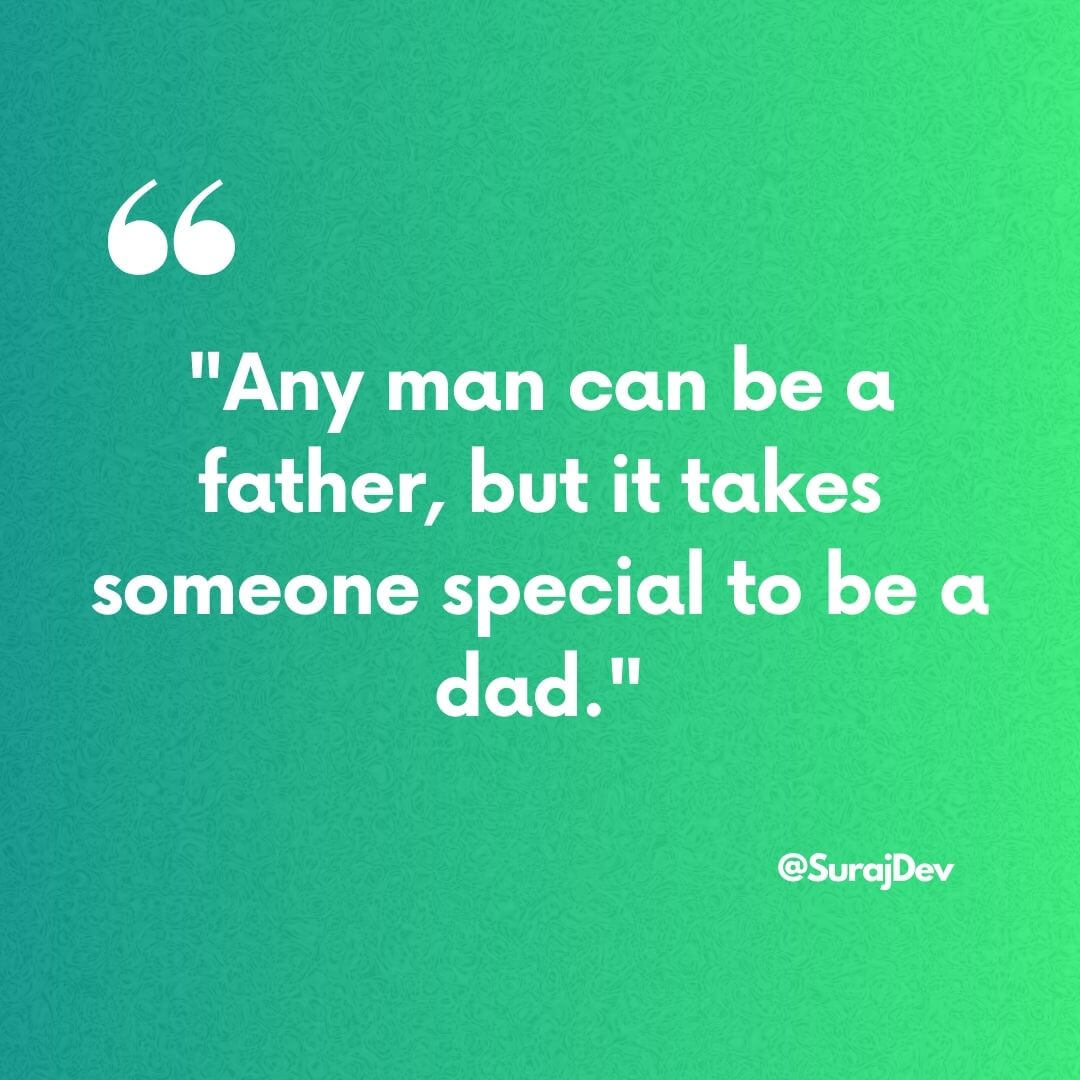 “
"Any man can be a
father, but it takes
someone special to be a
dad."
@SurajDev